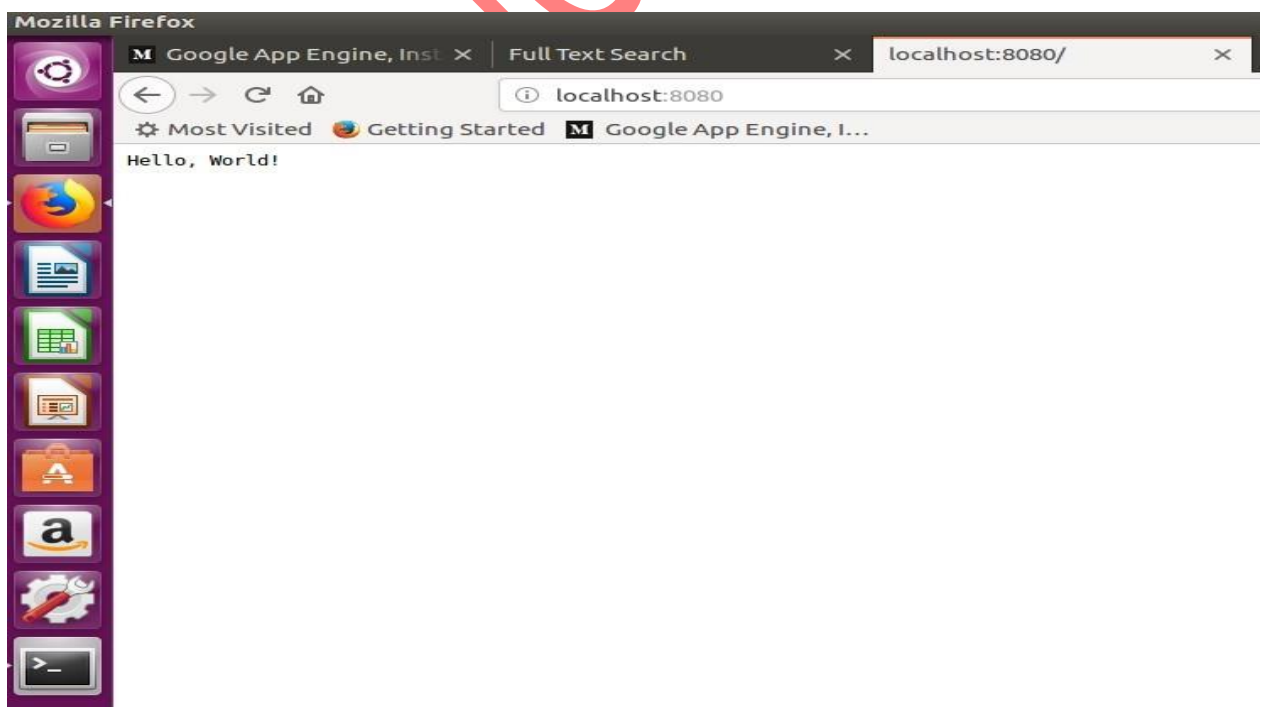 Mozilla Firefox
M Google App Engine, Inst
Full Text Search
localhost:8080/
localhost:8080
Most Visited Getting Started M Google App Engine, I...
Hello, World!
A
a
>_